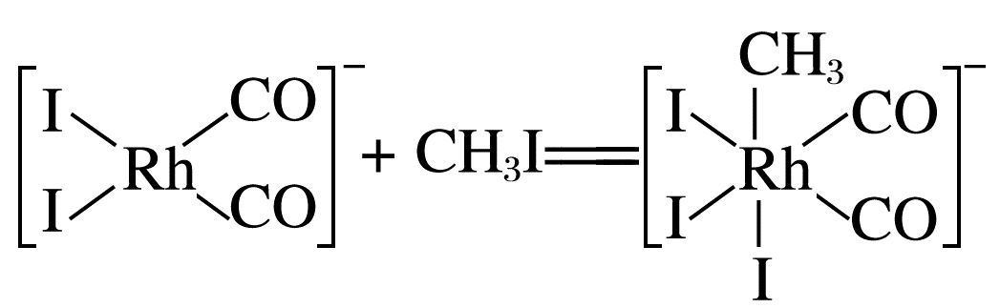 [I I Rh CO CO]⁻ + CH₃I == [CH₃ I I Rh CO CO I]⁻